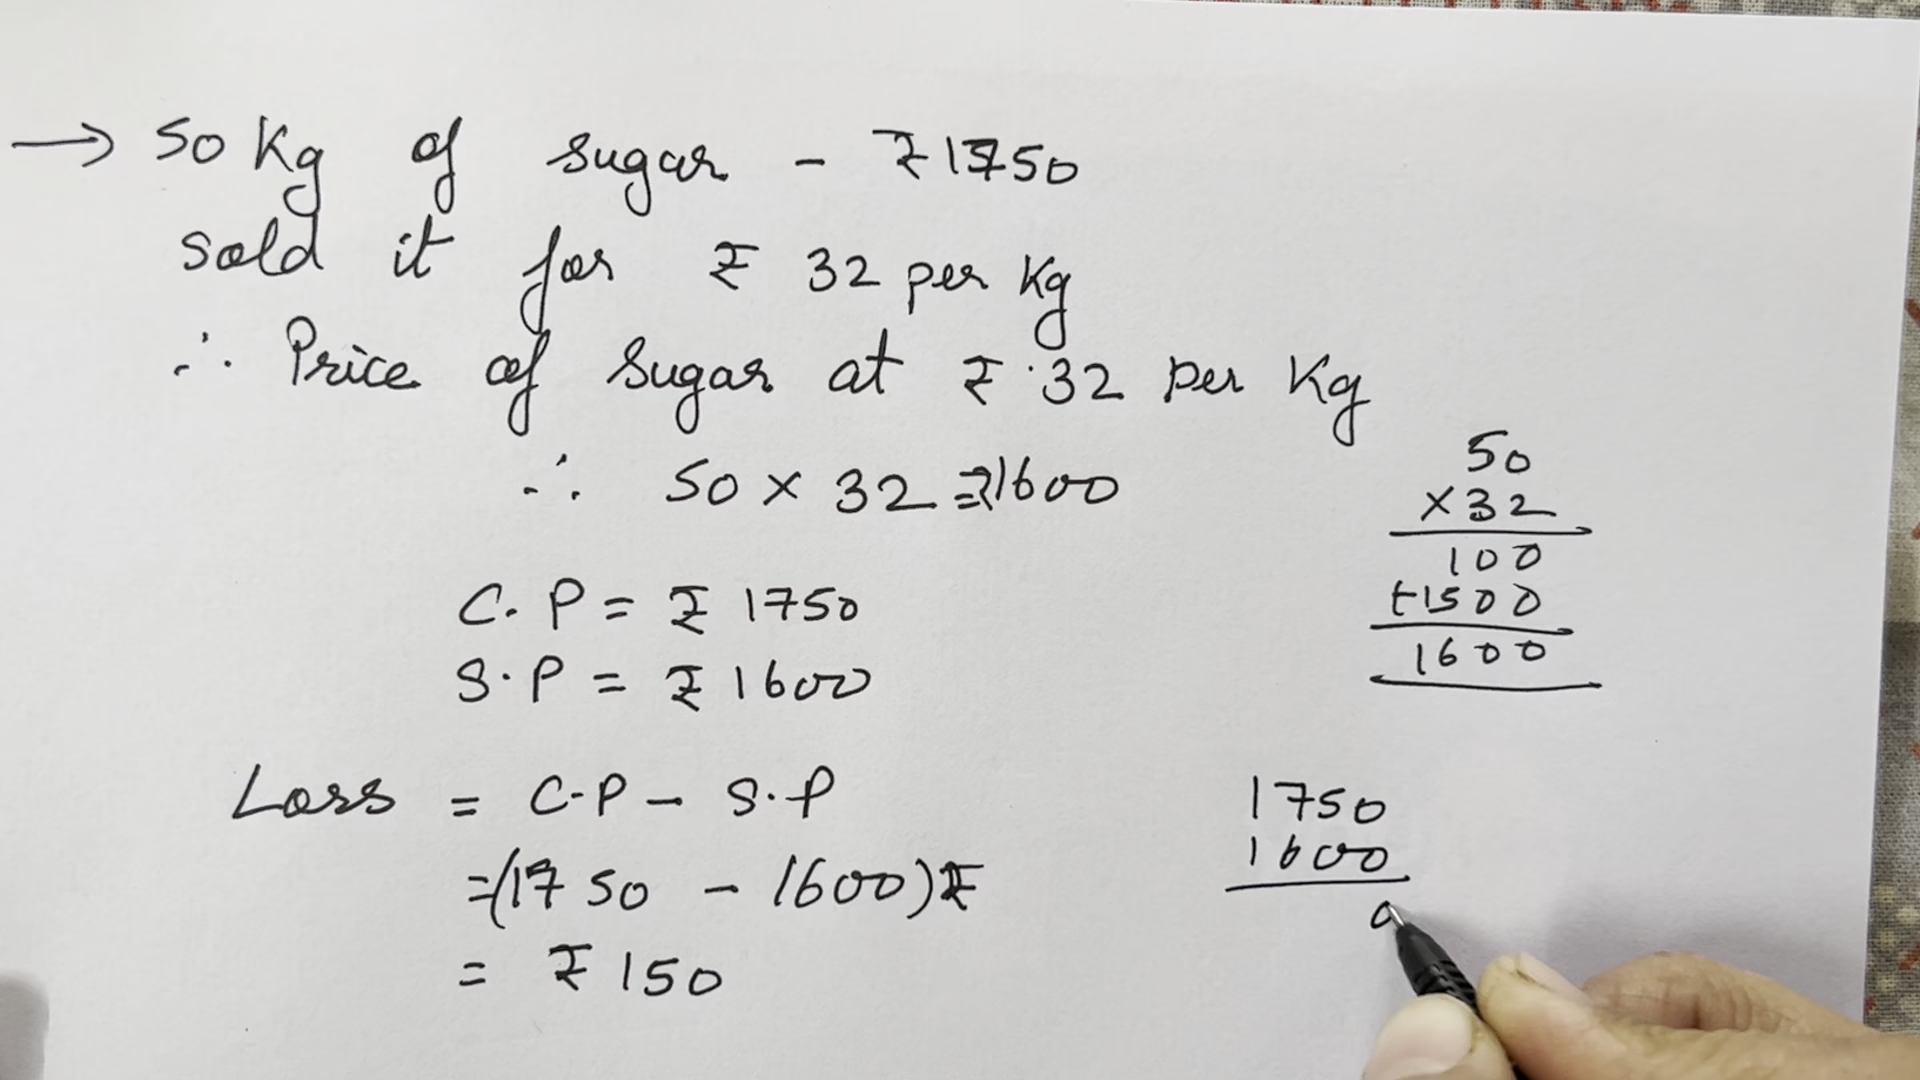 → 50 Kg of sugar - ₹1750
sold it for ₹ 32 per Kg
∴ Price of Sugar at ₹.32 per Kg
∴ 50 × 32 = ₹1600
50
×32
100
+1500
1600
C.P = ₹ 1750
S.P = ₹ 1600
Loss = C.P - S.P
=(1750 - 1600)₹
= ₹ 150
1750
1600
0